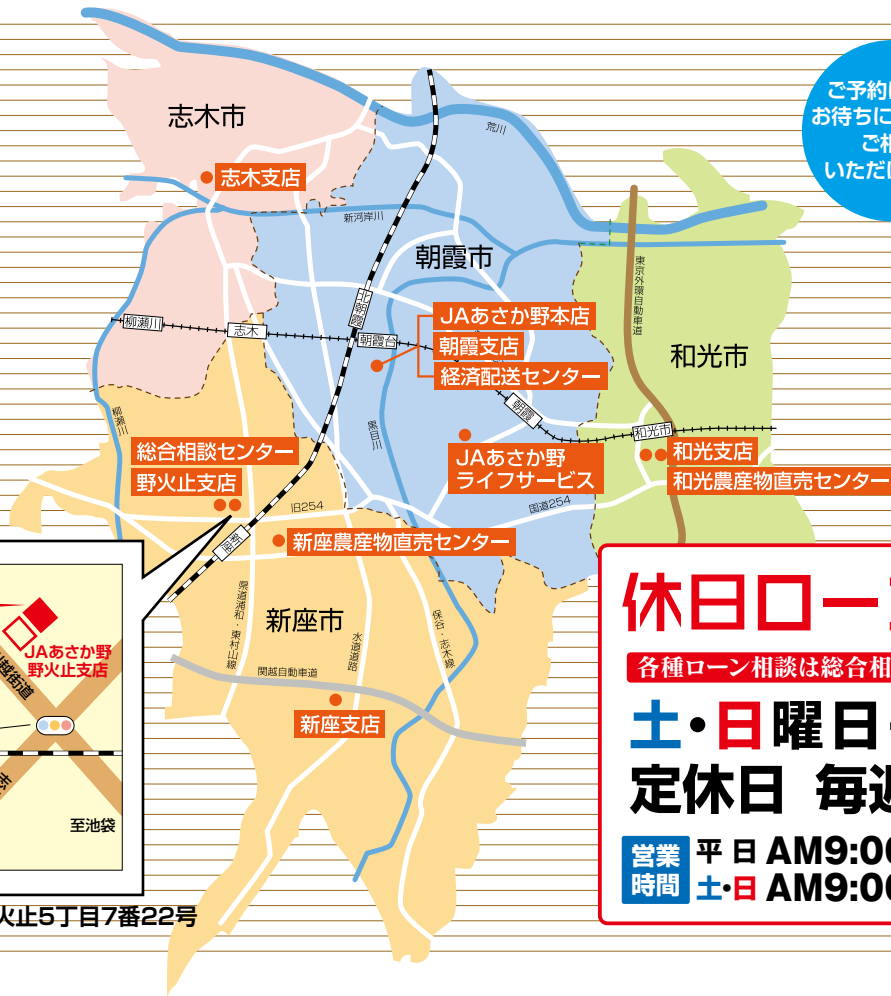 志木市
志木支店
荒川
新河岸川
朝霞市
和光市
東京外環自動車道
ご予約
お待ちに
ご相
いただ
柳瀬川
志木
北朝霞
朝霞台
朝霞
和光市
JAあさか野本店
朝霞支店
経済配送センター
柳瀬川
黒目川
総合相談センター
野火止支店
JAあさか野
ライフサービス
和光支店
和光農産物直売センター
旧254
国道254
新座
新座農産物直売センター
新座市
県道浦和・東村山線
水道道路
保谷・志木線
関越自動車道
新座支店
JAあさか野
野火止支店
越街道
至池袋
火止5丁目7番22号
休日ロー
各種ローン相談は総合相
土・日曜日
定休日 毎週
営業時間
平日 AM9:00
土・日 AM9:00